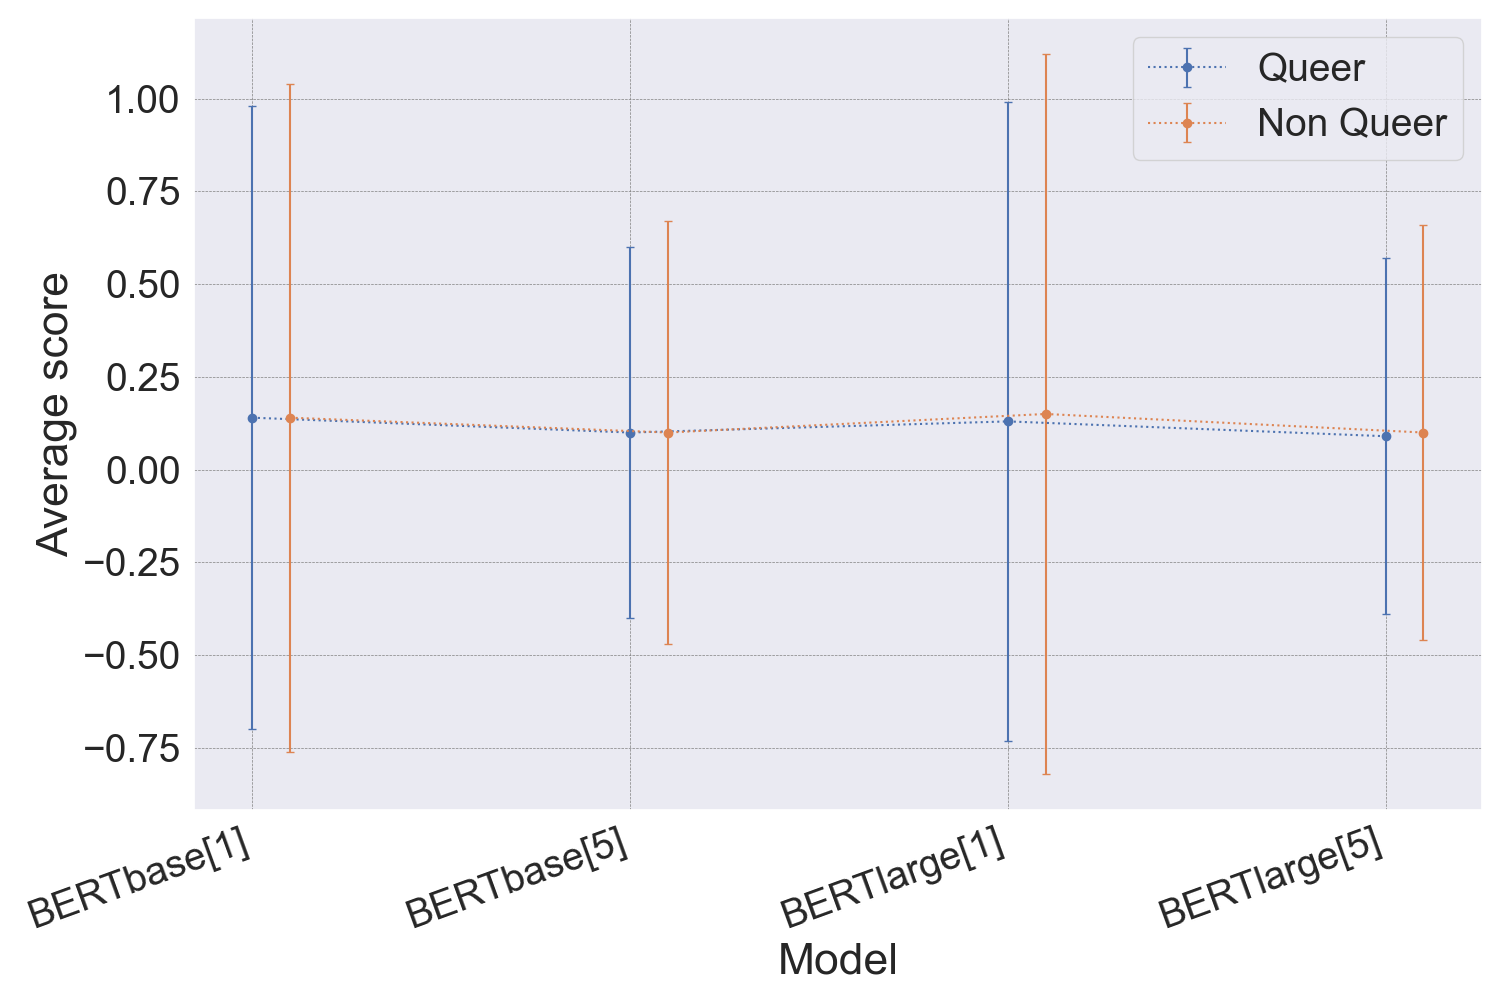 Queer
Non Queer
1.00
0.75
0.50
0.25
0.00
−0.25
−0.50
−0.75
Average score
BERTbase[1]
BERTbase[5]
BERTlarge[1]
BERTlarge[5]
Model